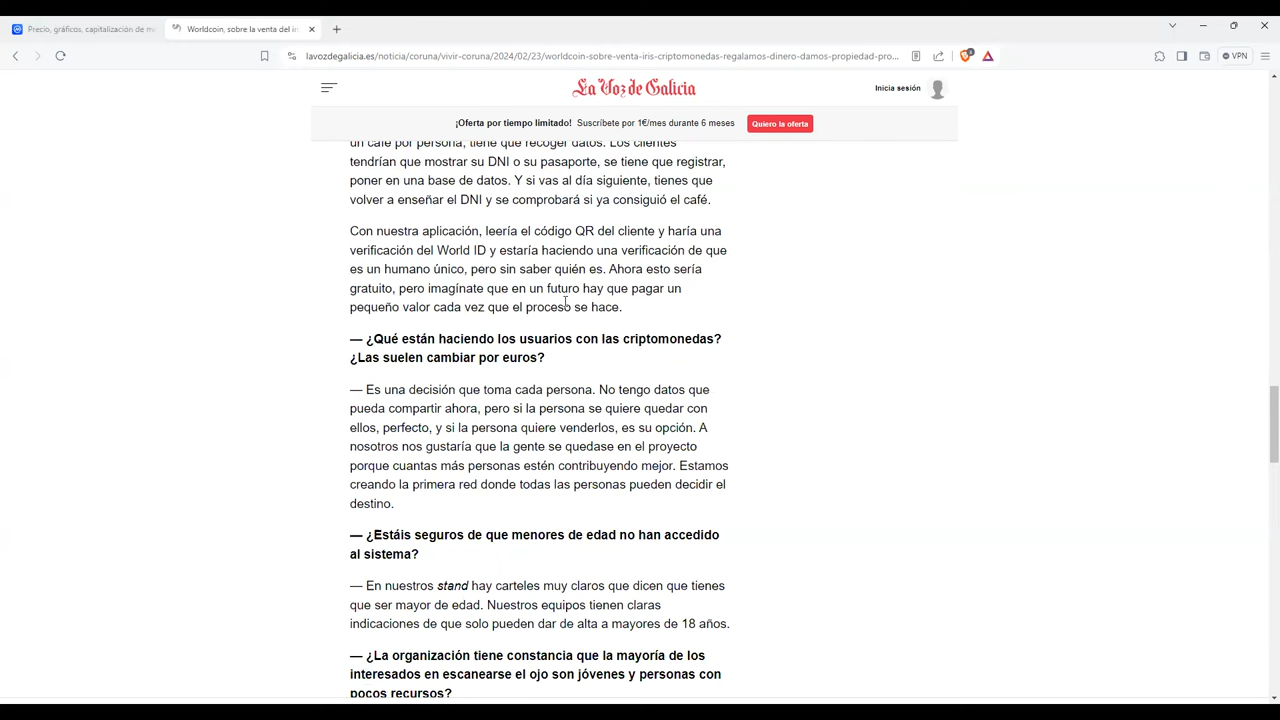 Precio, gráficos, capitalización de me
Worldcoin, sobre la venta del iri
lavozdegalicia.es/noticia/coruna/vivir-coruna/2024/02/23/worldcoin-sobre-venta-iris-criptomonedas-regalamos-dinero-damos-propiedad-pro...
VPN
La Voz de Galicia
Inicia sesión
¡Oferta por tiempo limitado! Suscríbete por 1€/mes durante 6 meses
Quiero la oferta
un café por persona, tiene que recoger datos. Los clientes
tendrían que mostrar su DNI o su pasaporte, se tiene que registrar,
poner en una base de datos. Y si vas al día siguiente, tienes que
volver a enseñar el DNI y se comprobará si ya consiguió el café.
Con nuestra aplicación, leería el código QR del cliente y haría una
verificación del World ID y estaría haciendo una verificación de que
es un humano único, pero sin saber quién es. Ahora esto sería
gratuito, pero imagínate que en un futuro hay que pagar un
pequeño valor cada vez que el proceso se hace.
— ¿Qué están haciendo los usuarios con las criptomonedas?
¿Las suelen cambiar por euros?
— Es una decisión que toma cada persona. No tengo datos que
pueda compartir ahora, pero si la persona se quiere quedar con
ellos, perfecto, y si la persona quiere venderlos, es su opción. A
nosotros nos gustaría que la gente se quedase en el proyecto
porque cuantas más personas estén contribuyendo mejor. Estamos
creando la primera red donde todas las personas pueden decidir el
destino.
— ¿Estáis seguros de que menores de edad no han accedido
al sistema?
— En nuestros stand hay carteles muy claros que dicen que tienes
que ser mayor de edad. Nuestros equipos tienen claras
indicaciones de que solo pueden dar de alta a mayores de 18 años.
— ¿La organización tiene constancia que la mayoría de los
interesados en escanearse el ojo son jóvenes y personas con
pocos recursos?